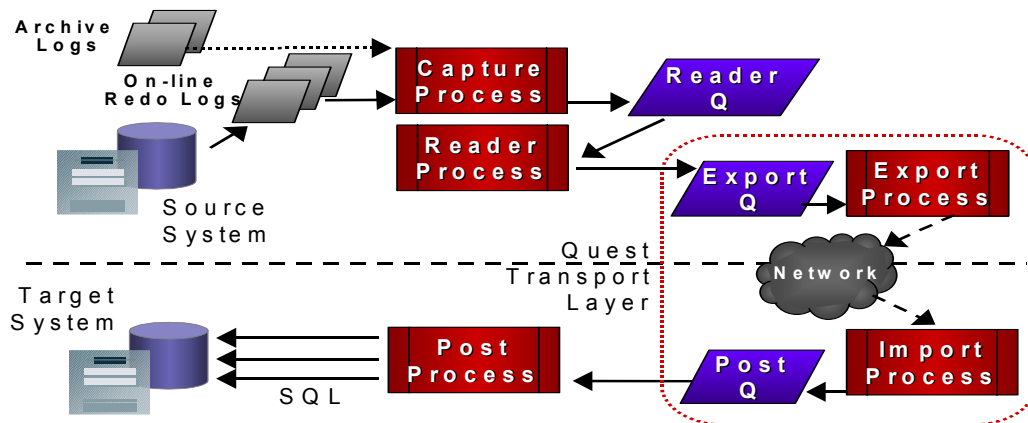 Archive
Logs
On-line
Redo Logs
Capture
Process
Reader
Q
Reader
Process
Export
Q
Export
Process
Source
System
Quest
Transport
Layer
Network
Target
System
Post
Process
SQL
Post
Q
Import
Process